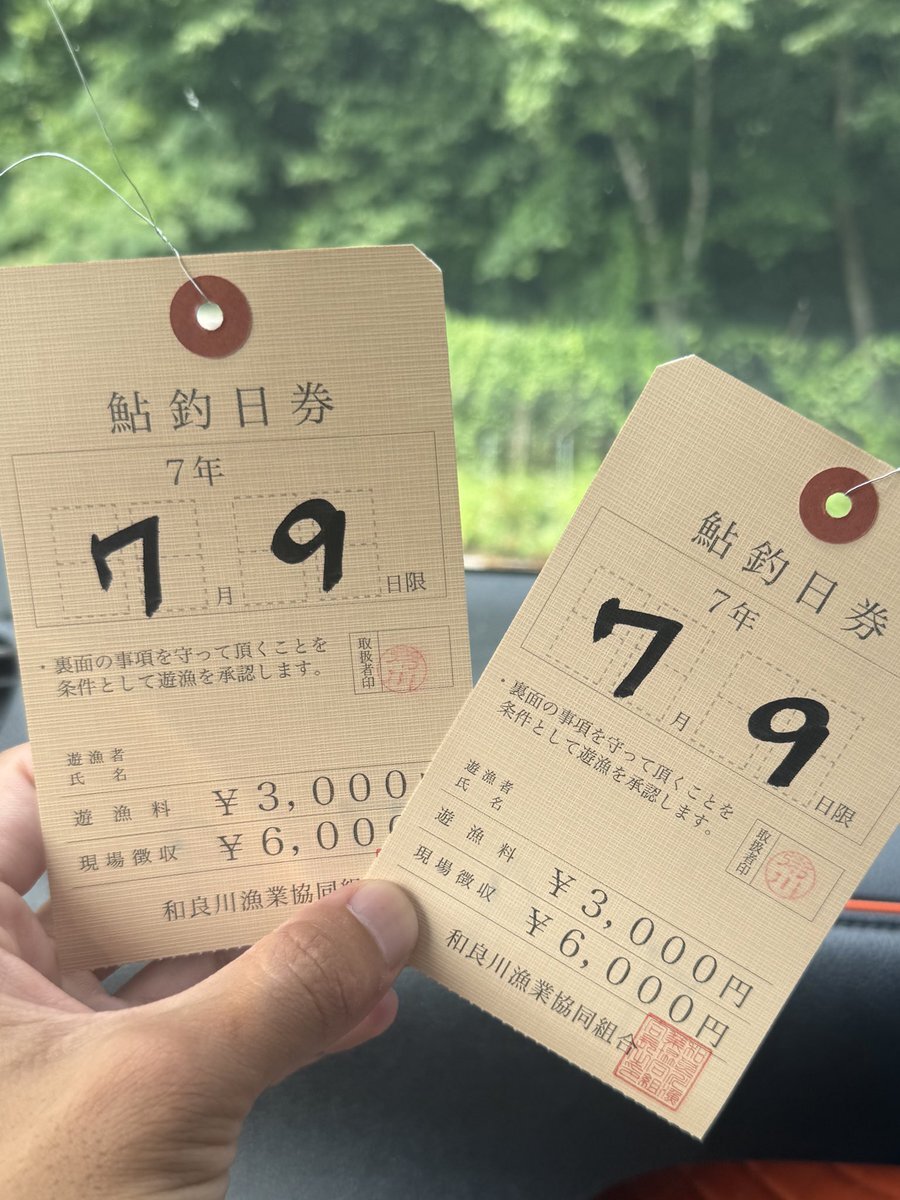 鮎釣日券
7年
7月9日限
・裏面の事項を守って頂くことを
条件として遊漁を承認します。
取扱者印
遊漁者
氏名
遊漁料 ¥3,000
現場徴収 ¥6,000
和良川漁業協同組
鮎釣日券
7年
7月9日限
・裏面の事項を守って頂くことを
条件として遊漁を承認します。
取扱者印
遊漁者
氏名
遊漁料 ¥3,000円
現場徴収 ¥6,000円
和良川漁業協同組合